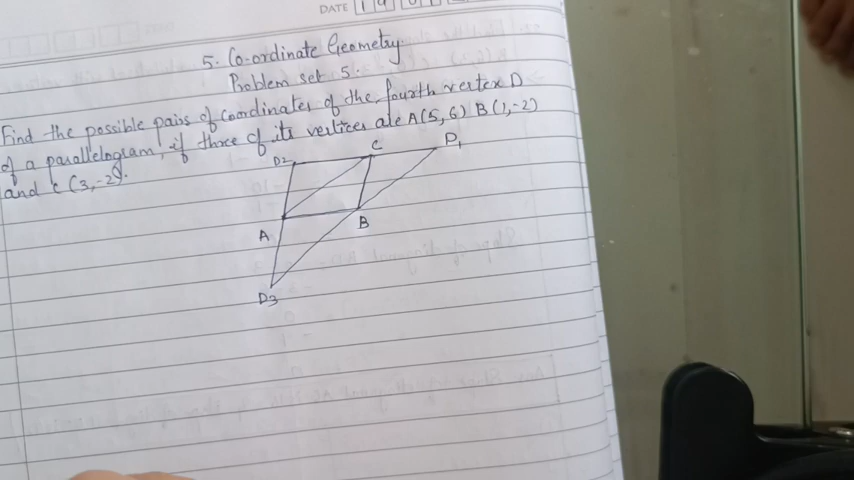 DATE
5. Co-ordinate Geometry
Problem set 5.
Find the possible pairs of coordinates of the fourth vertex D
of a parallelogram, if three of its vertices are A(5,6) B(1,-2)
and C(3,-2).
D2 C D1
A B
D3